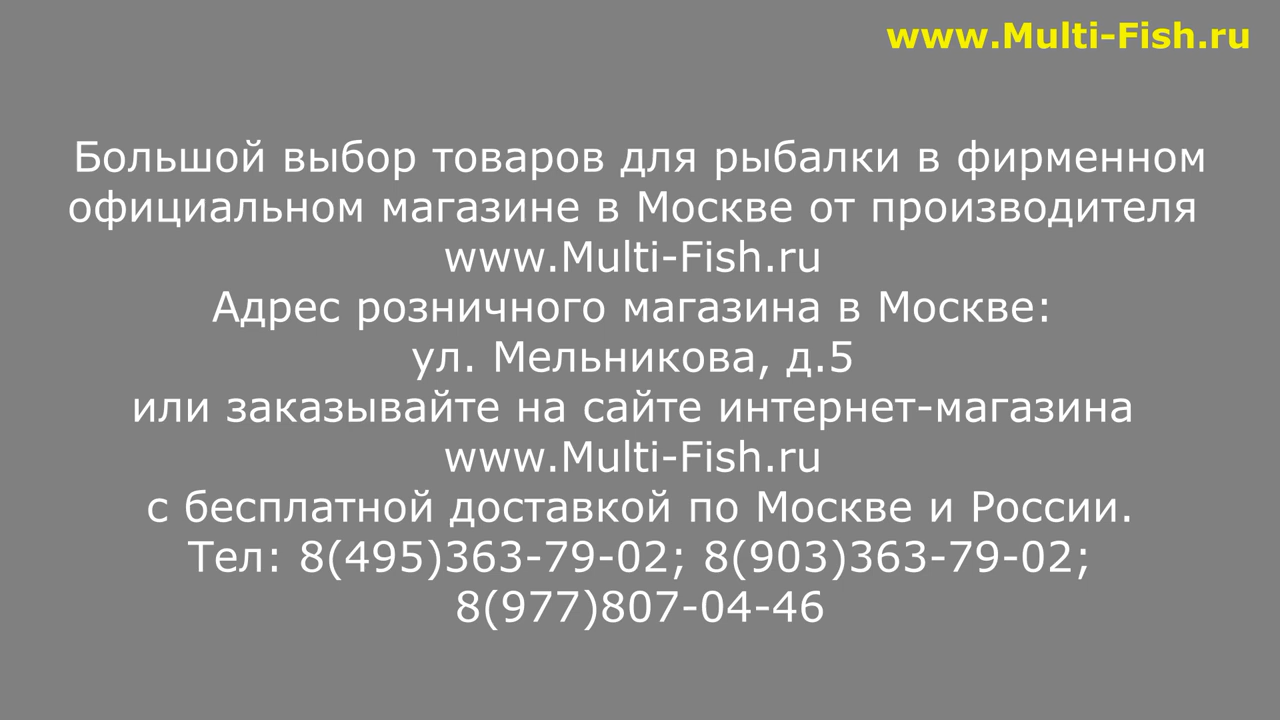 www.Multi-Fish.ru
Большой выбор товаров для рыбалки в фирменном
официальном магазине в Москве от производителя
www.Multi-Fish.ru
Адрес розничного магазина в Москве:
ул. Мельникова, д.5
или заказывайте на сайте интернет-магазина
www.Multi-Fish.ru
с бесплатной доставкой по Москве и России.
Тел: 8(495)363-79-02; 8(903)363-79-02;
8(977)807-04-46